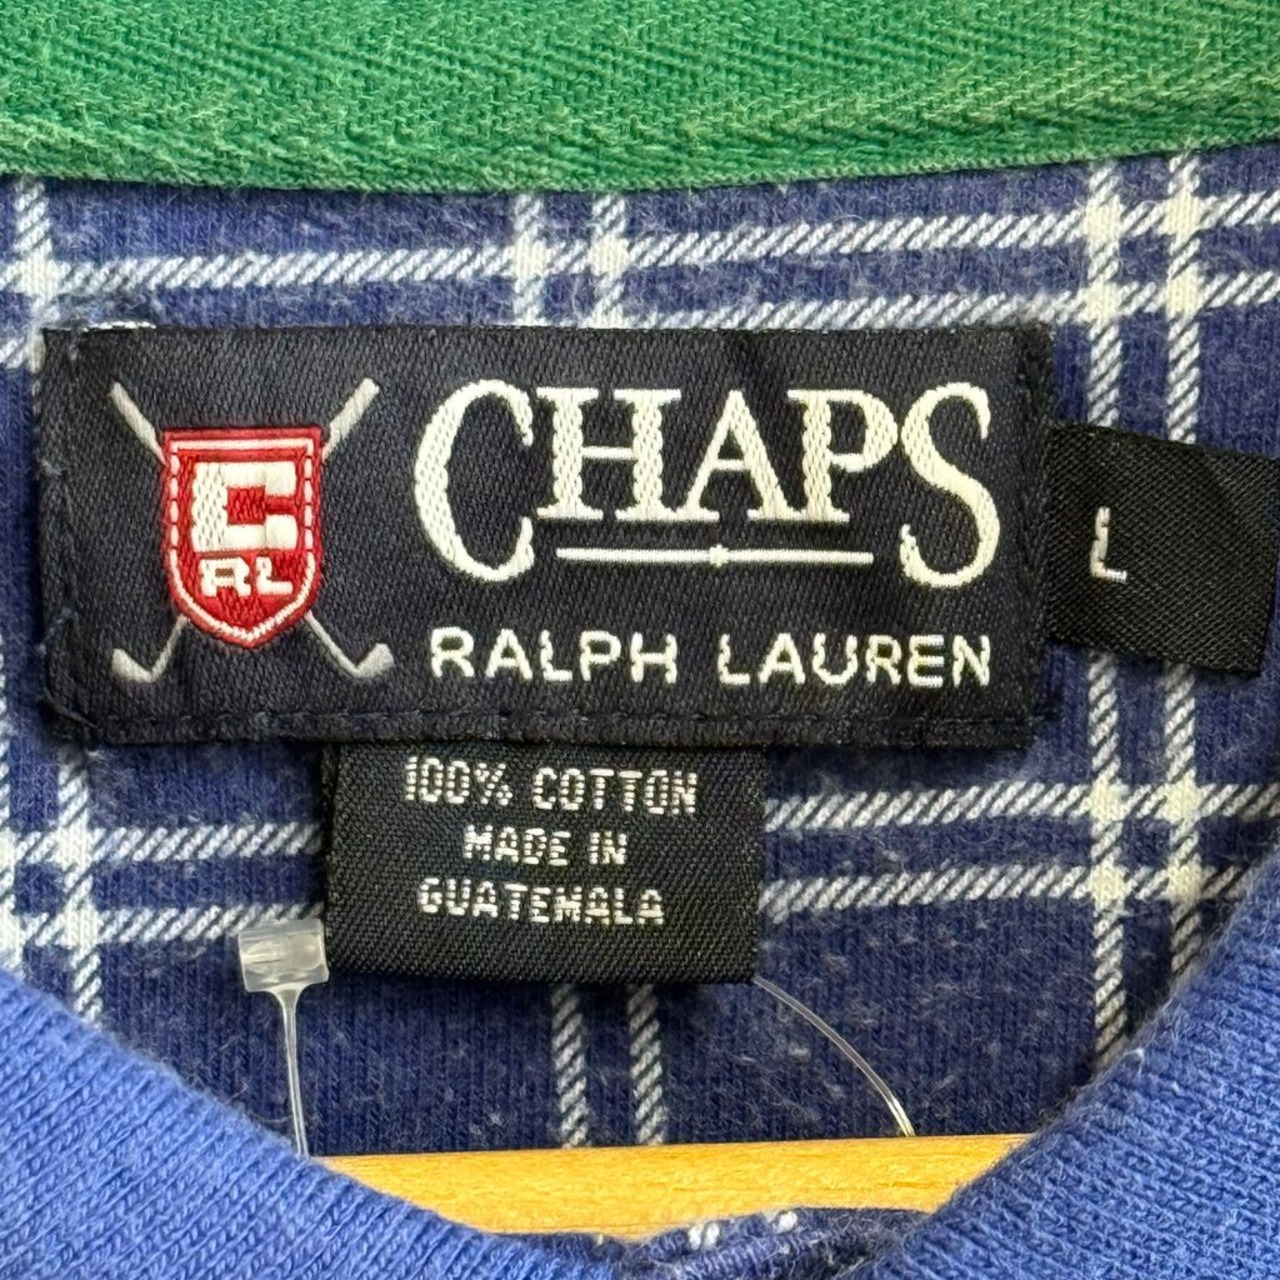 C
RL
CHAPS
RALPH LAUREN
L
100% COTTON
MADE IN
GUATEMALA